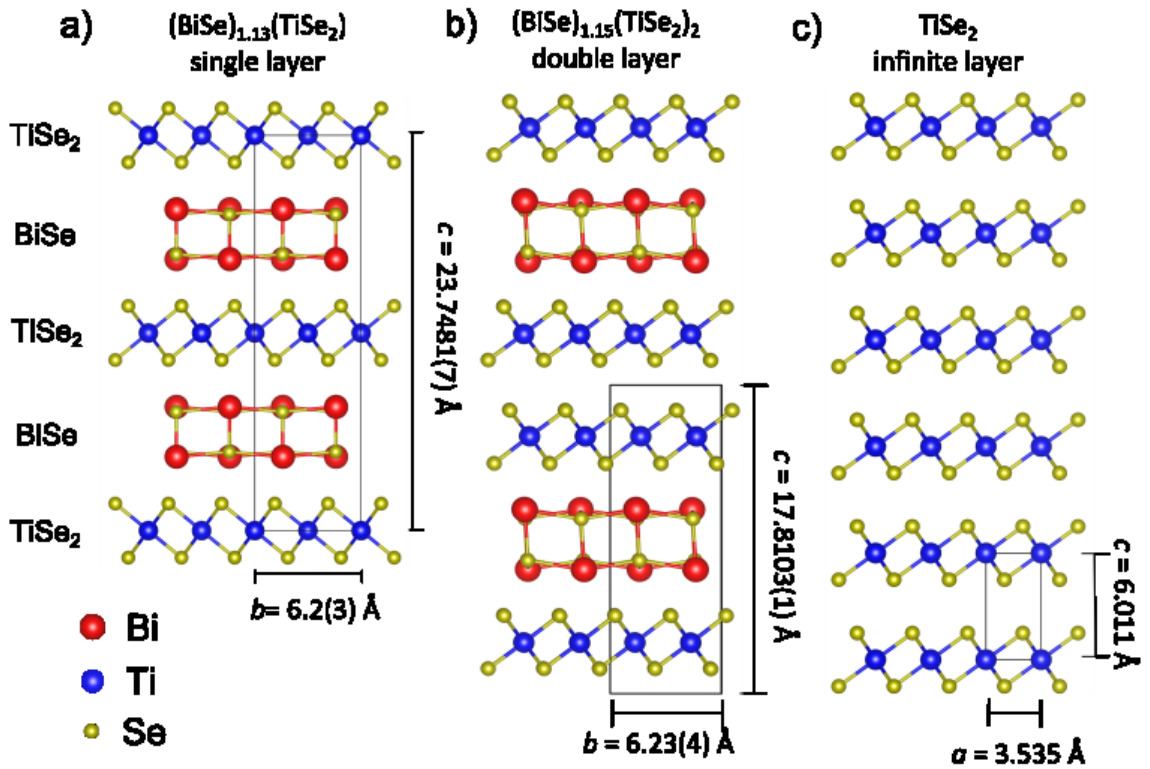 a)
(BiSe)₁.₁₃(TiSe₂)
single layer
b)
(BiSe)₁.₁₅(TiSe₂)₂
double layer
c)
TiSe₂
infinite layer
TiSe₂
BiSe
TiSe₂
BiSe
TiSe₂
c = 23.7481(7) Å
b= 6.2(3) Å
Bi
Ti
Se
c = 17.8103(1) Å
b = 6.23(4) Å
c = 6.011 Å
a = 3.535 Å